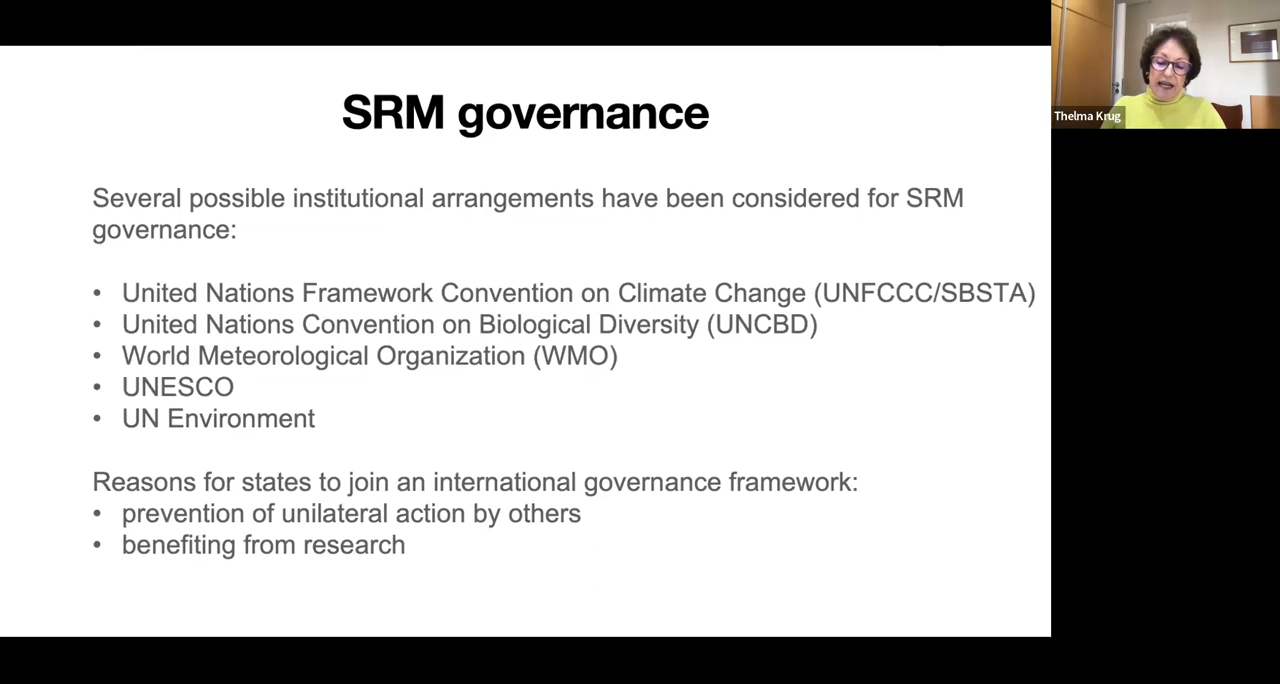 SRM governance
Several possible institutional arrangements have been considered for SRM
governance:
• United Nations Framework Convention on Climate Change (UNFCCC/SBSTA)
• United Nations Convention on Biological Diversity (UNCBD)
• World Meteorological Organization (WMO)
• UNESCO
• UN Environment
Reasons for states to join an international governance framework:
• prevention of unilateral action by others
• benefiting from research
Thelma Krug